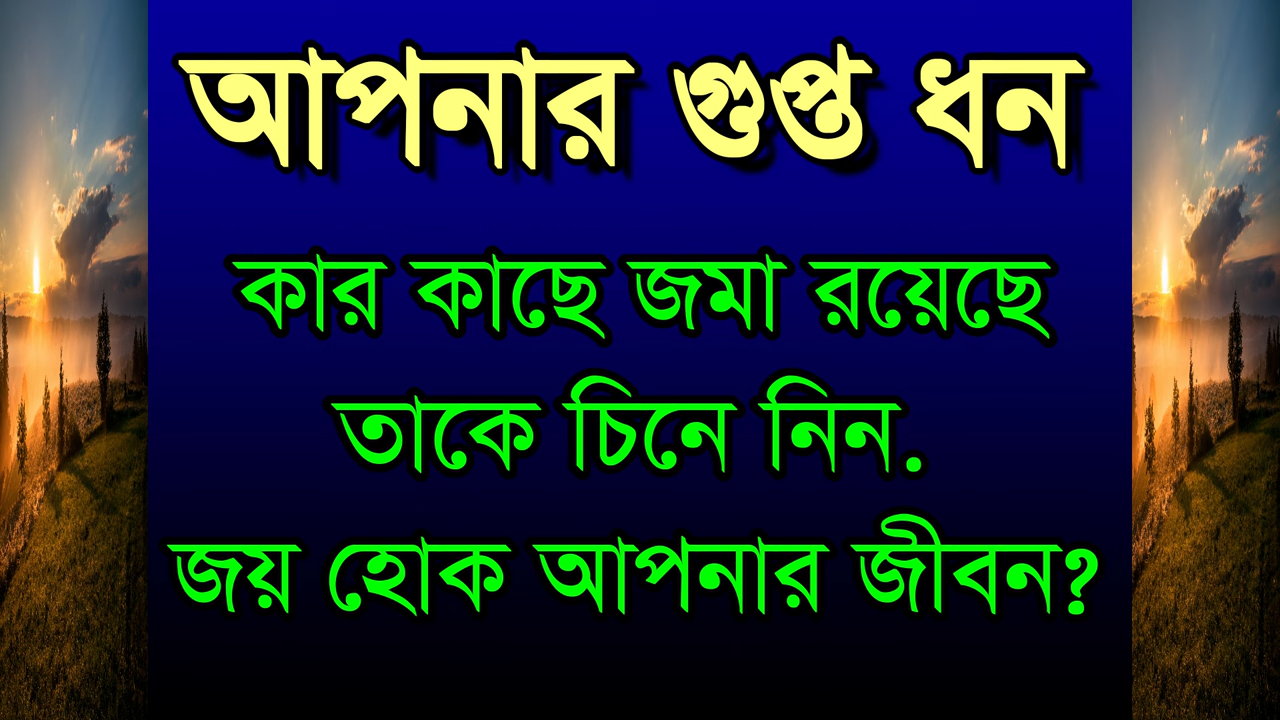 আপনার গুপ্ত ধন
কার কাছে জমা রয়েছে
তাকে চিনে নিন.
জয় হোক আপনার জীবন?